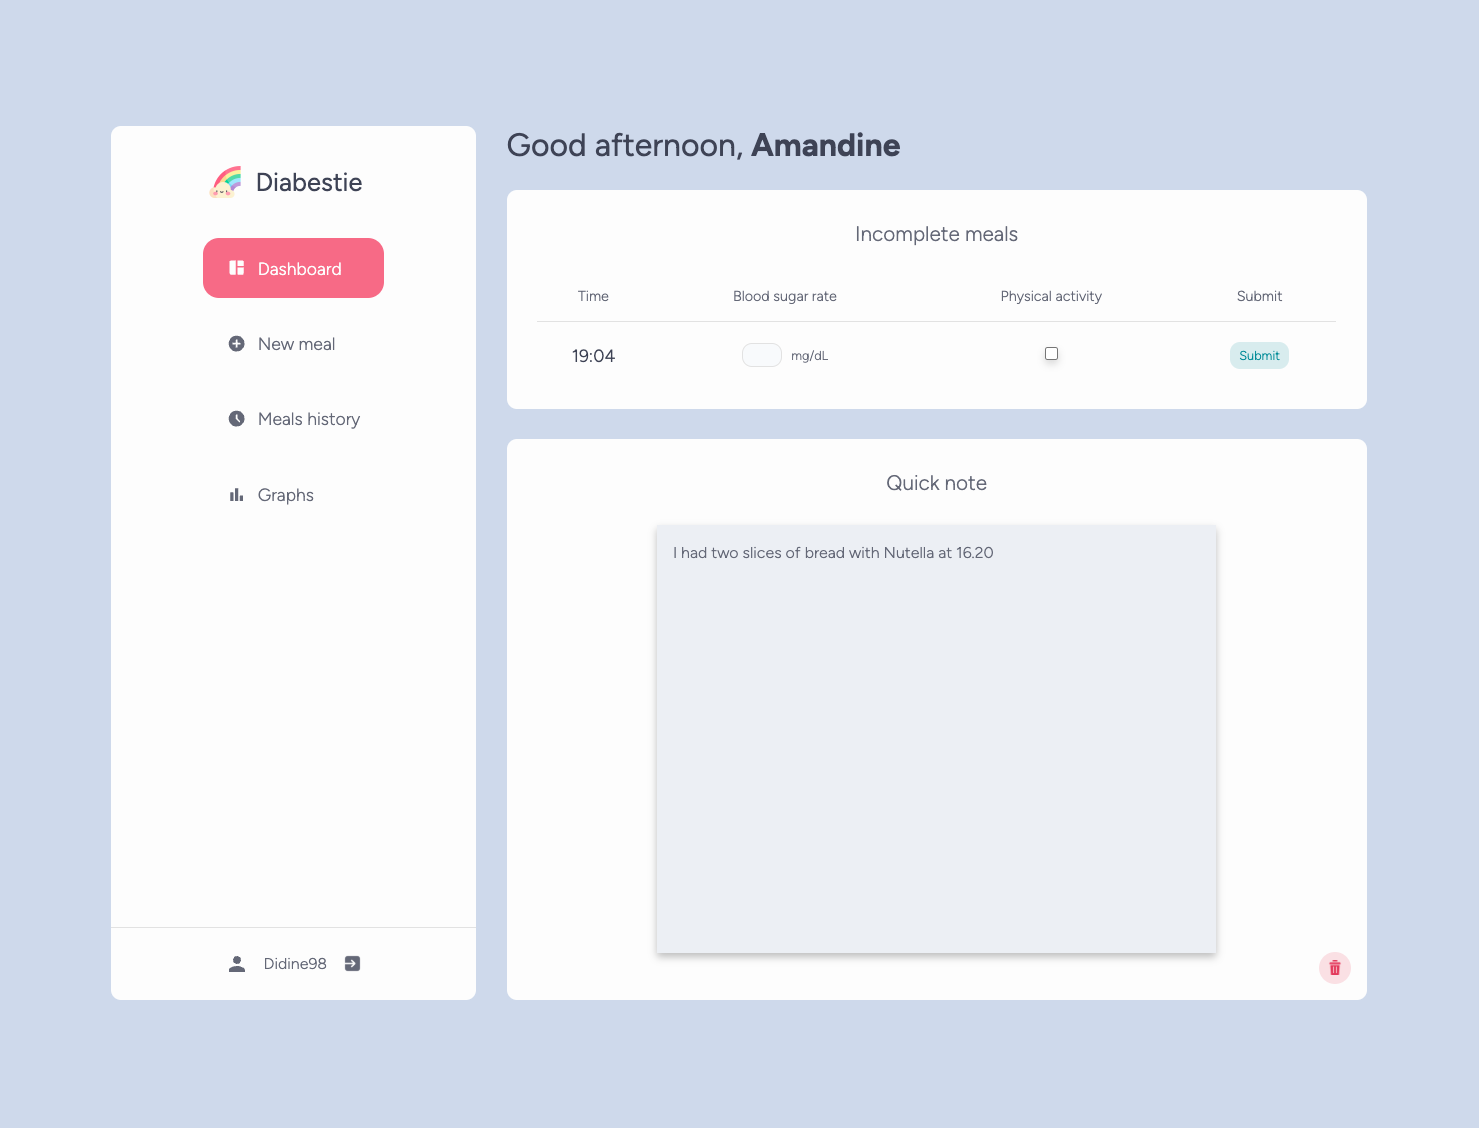 Diabestie
Dashboard
New meal
Meals history
Graphs
Didine98
Good afternoon, Amandine
Incomplete meals
Time Blood sugar rate Physical activity Submit
19:04 mg/dL Submit
Quick note
I had two slices of bread with Nutella at 16.20